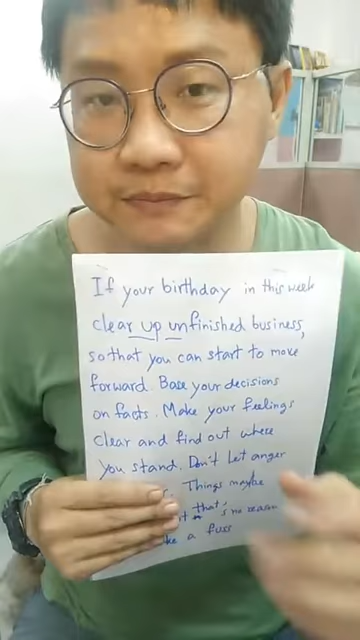 If your birthday in this week
clear up unfinished business,
so that you can start to move
forward. Base your decisions
on facts. Make your feelings
clear and find out where
you stand. Don't let anger
Things maybe
that's no reason
a fuss